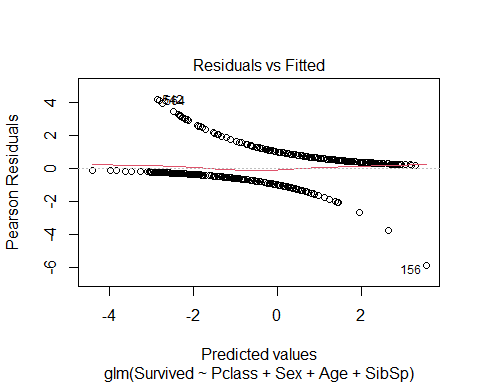 Residuals vs Fitted
Pearson Residuals
4
2
0
-2
-4
-6
156
-4
-2
0
2
Predicted values
glm(Survived ~ Pclass + Sex + Age + SibSp)